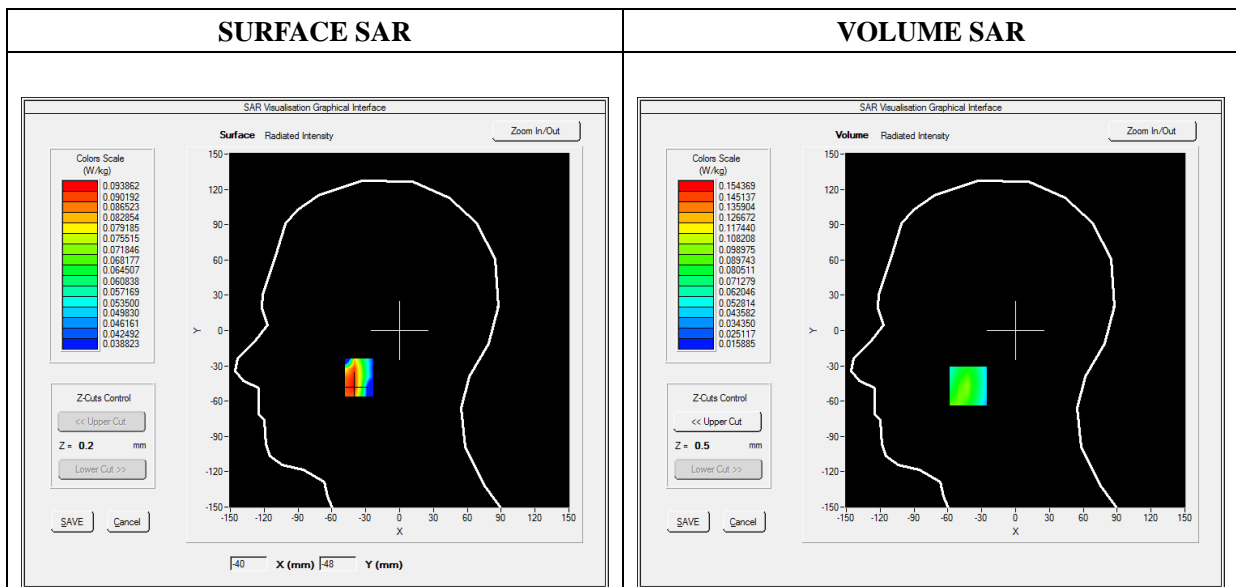 SURFACE SAR
VOLUME SAR
SAR Visualisation Graphical Interface
Surface Radiated Intensity
Zoom In/Out
Colors Scale
(W/kg)
0.093862
0.090192
0.086523
0.082854
0.079185
0.075515
0.071846
0.068177
0.064507
0.060838
0.057169
0.053500
0.049830
0.046161
0.042492
0.038823
Z-Cuts Control
<< Upper Cut
Z = 0.2 mm
Lower Cut >>
SAVE Cancel
150
120
90
60
30
0
-30
-60
-90
-120
-150
Y
-150 -120 -90 -60 -30 0 30 60 90 120 150
X
-40 X (mm) -48 Y (mm)
SAR Visualisation Graphical Interface
Volume Radiated Intensity
Zoom In/Out
Colors Scale
(W/kg)
0.154369
0.145137
0.135904
0.126672
0.117440
0.108208
0.098975
0.089743
0.080511
0.071279
0.062046
0.052814
0.043582
0.034350
0.025117
0.015885
Z-Cuts Control
<< Upper Cut
Z = 0.5 mm
Lower Cut >>
SAVE Cancel
150
120
90
60
30
0
-30
-60
-90
-120
-150
Y
-150 -120 -90 -60 -30 0 30 60 90 120 150
X